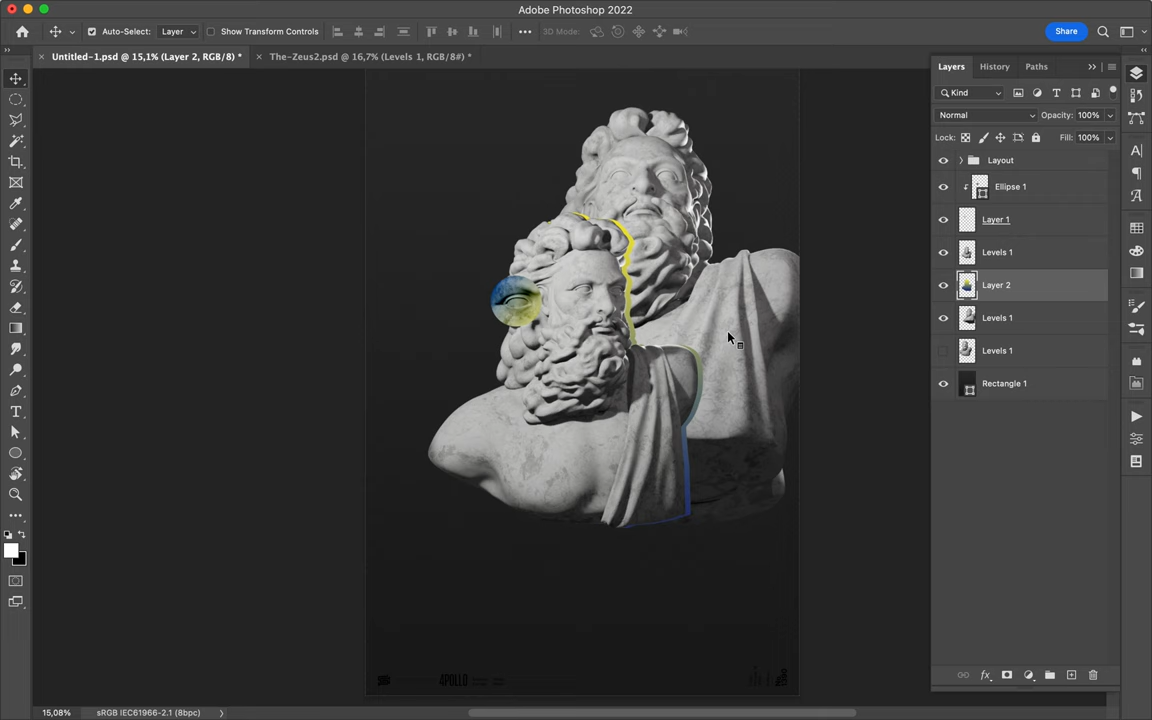 Adobe Photoshop 2022
Auto-Select: Layer Show Transform Controls 3D Mode: Share
Untitled-1.psd @ 15,1% (Layer 2, RGB/8) * The-Zeus2.psd @ 16,7% (Levels 1, RGB/8#) *
Layers History Paths
Kind
Normal Opacity: 100%
Lock: Fill: 100%
Layout
Ellipse 1
Layer 1
Levels 1
Layer 2
Levels 1
Levels 1
Rectangle 1
4POLLO
15,08% sRGB IEC61966-2.1 (8bpc)